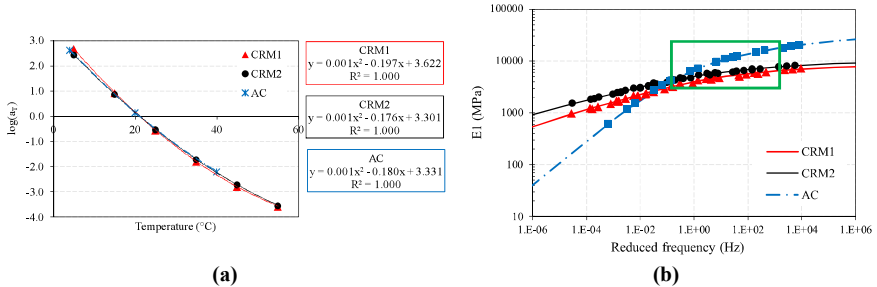 3.0
2.0
1.0
0.0
-1.0
-2.0
-3.0
-4.0
log(aT)
0
20
40
60
Temperature (°C)
CRM1
CRM2
AC
CRM1
y = 0.001x² - 0.197x + 3.622
R² = 1.000
CRM2
y = 0.001x² - 0.176x + 3.301
R² = 1.000
AC
y = 0.001x² - 0.180x + 3.331
R² = 1.000
(a)
100000
10000
1000
100
10
E1 (MPa)
1.E-06
1.E-04
1.E-02
1.E+00
1.E+02
1.E+04
1.E+06
Reduced frequency (Hz)
CRM1
CRM2
AC
(b)